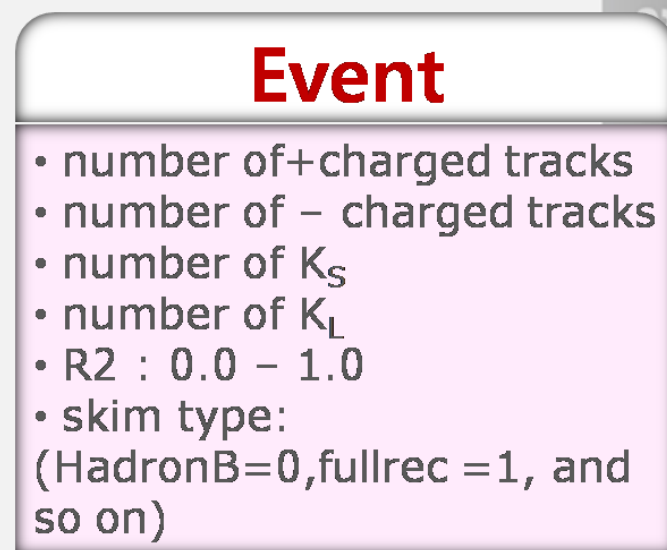 Event
• number of+charged tracks
• number of – charged tracks
• number of KS
• number of KL
• R2 : 0.0 – 1.0
• skim type:
(HadronB=0,fullrec =1, and
so on)